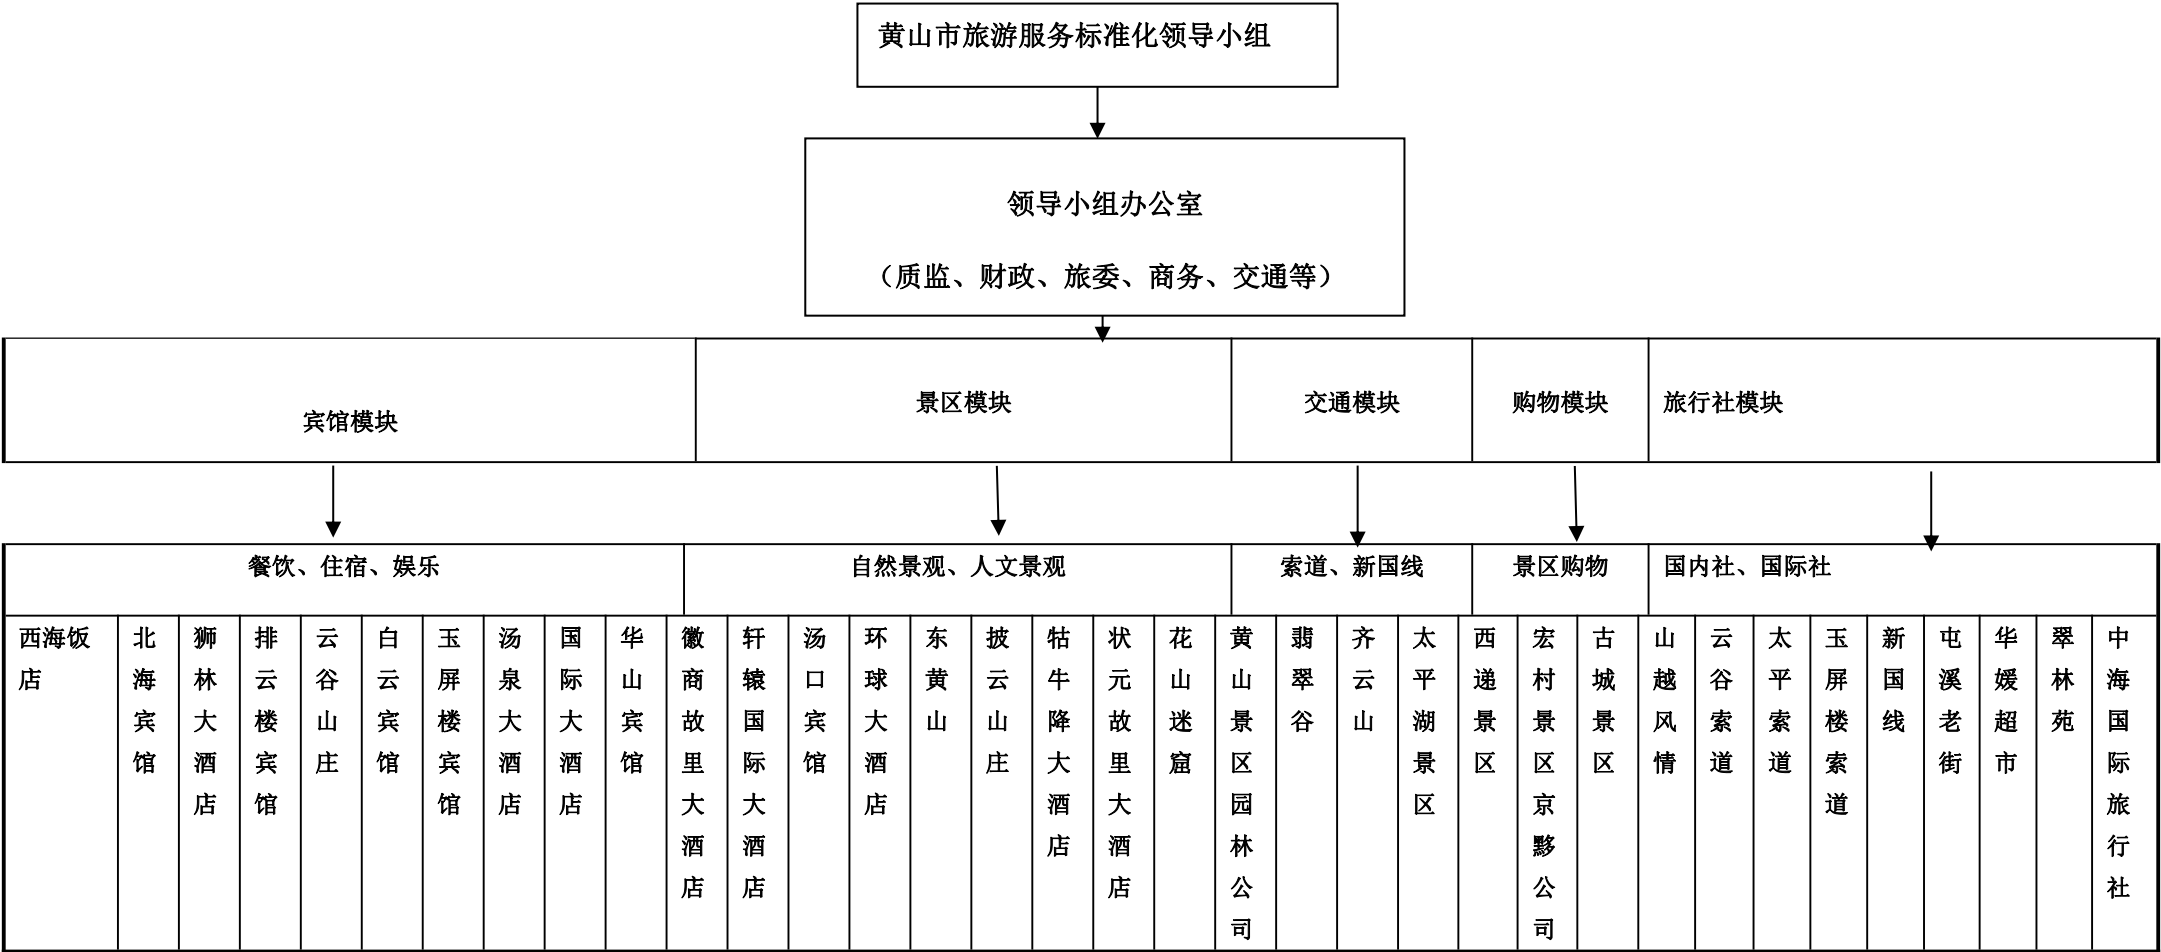 黄山市旅游服务标准化领导小组
领导小组办公室
（质监、财政、旅委、商务、交通等）
宾馆模块
景区模块
交通模块
购物模块
旅行社模块
餐饮、住宿、娱乐
自然景观、人文景观
索道、新国线
景区购物
国内社、国际社
西海饭
店
北海宾馆
狮林大酒店
排云楼宾馆
云谷山庄
白云宾馆
玉屏楼宾馆
汤泉大酒店
国际大酒店
华山宾馆
徽商故里大酒店
轩辕国际大酒店
汤口宾馆
环球大酒店
东黄山
披云山庄
牯牛降大酒店
状元故里大酒店
花山迷窟
黄山景区园林公司
翡翠谷
齐云山
太平湖景区
西递景区
宏村景区京黟公司
古城景区
山越风情
云谷索道
太平索道
玉屏楼索道
新国线
屯溪老街
华媛超市
翠林苑
中海国际旅行社